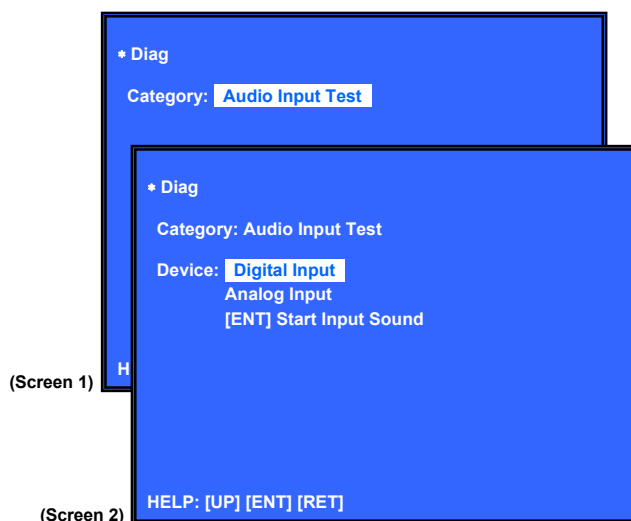 * Diag
Category: Audio Input Test
H
(Screen 1)
* Diag
Category: Audio Input Test
Device: Digital Input
Analog Input
[ENT] Start Input Sound
HELP: [UP] [ENT] [RET]
(Screen 2)